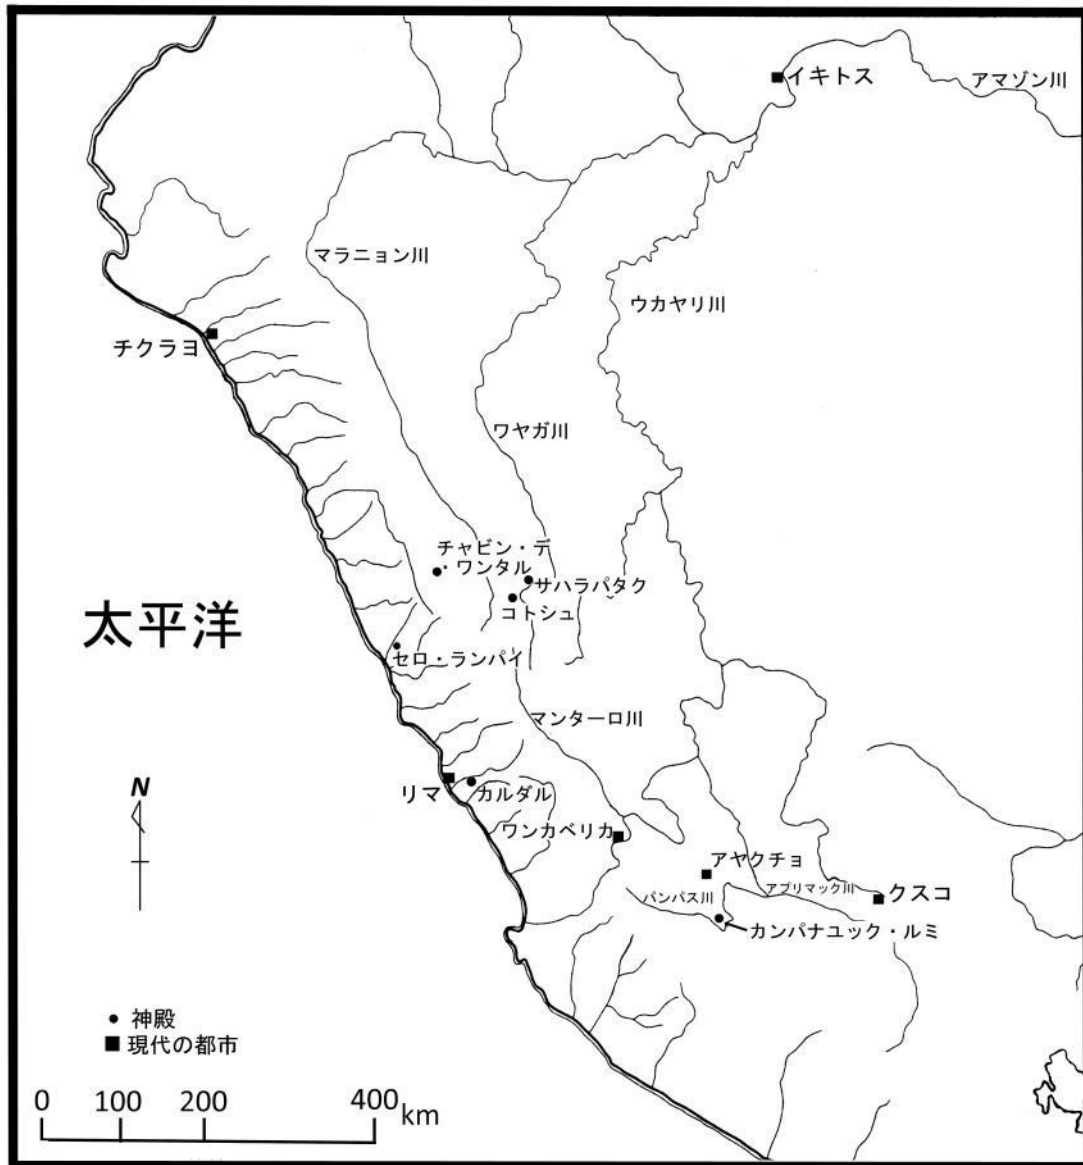 イキトス
アマゾン川
マラニョン川
ウカヤリ川
チクラヨ
ワヤガ川
チャビン・デ
・ワンタル
サハラパタク
コトシュ
太平洋
セロ・ランパイ
マンターロ川
N
リマ
カルダル
ワンカベリカ
アヤクチョ
アプリマック川
クスコ
パンパス川
カンパナユック・ルミ
神殿
現代の都市
0 100 200 400 km